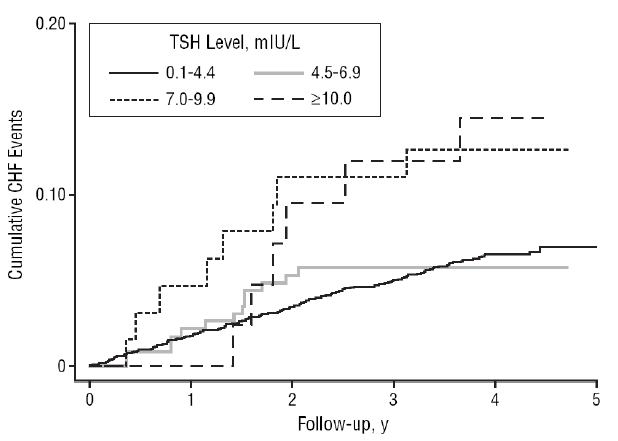 0.20
TSH Level, mIU/L
0.1-4.4 4.5-6.9
7.0-9.9 ≥10.0
Cumulative CHF Events
0.10
0
0 1 2 3 4 5
Follow-up, y